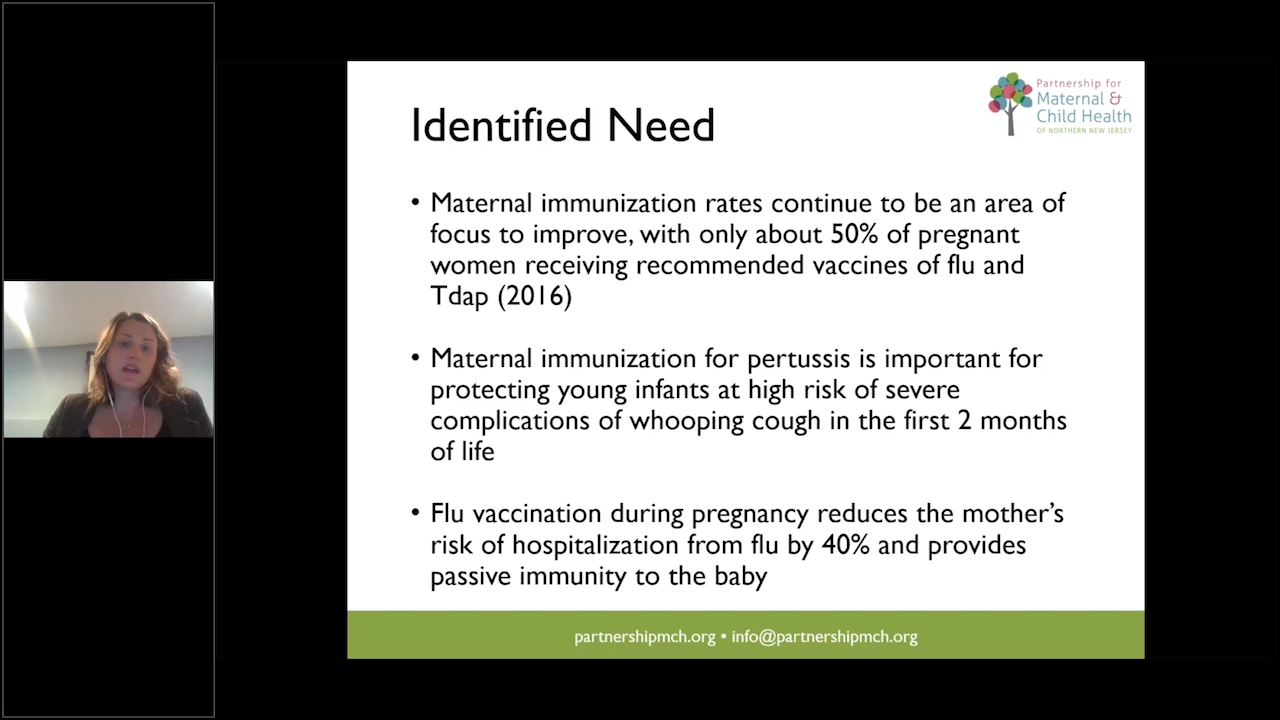 Partnership for
Maternal &
Child Health
OF NORTHERN NEW JERSEY
Identified Need
• Maternal immunization rates continue to be an area of
focus to improve, with only about 50% of pregnant
women receiving recommended vaccines of flu and
Tdap (2016)
• Maternal immunization for pertussis is important for
protecting young infants at high risk of severe
complications of whooping cough in the first 2 months
of life
• Flu vaccination during pregnancy reduces the mother’s
risk of hospitalization from flu by 40% and provides
passive immunity to the baby
partnershipmch.org • info@partnershipmch.org